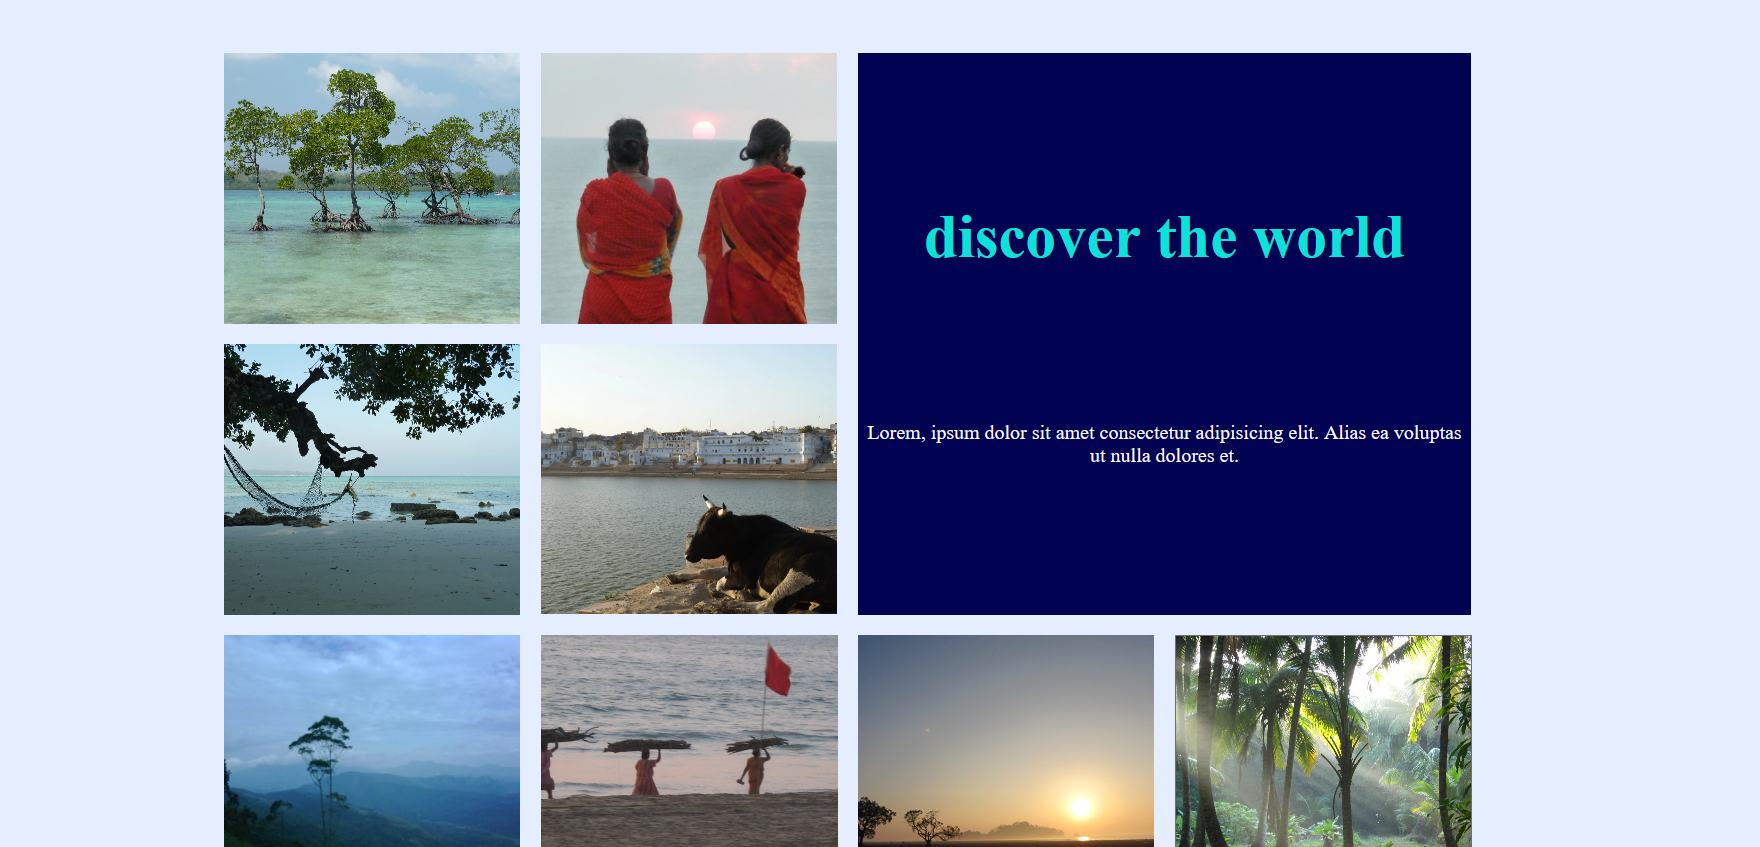 discover the world
Lorem, ipsum dolor sit amet consectetur adipisicing elit. Alias ea voluptas
ut nulla dolores et.